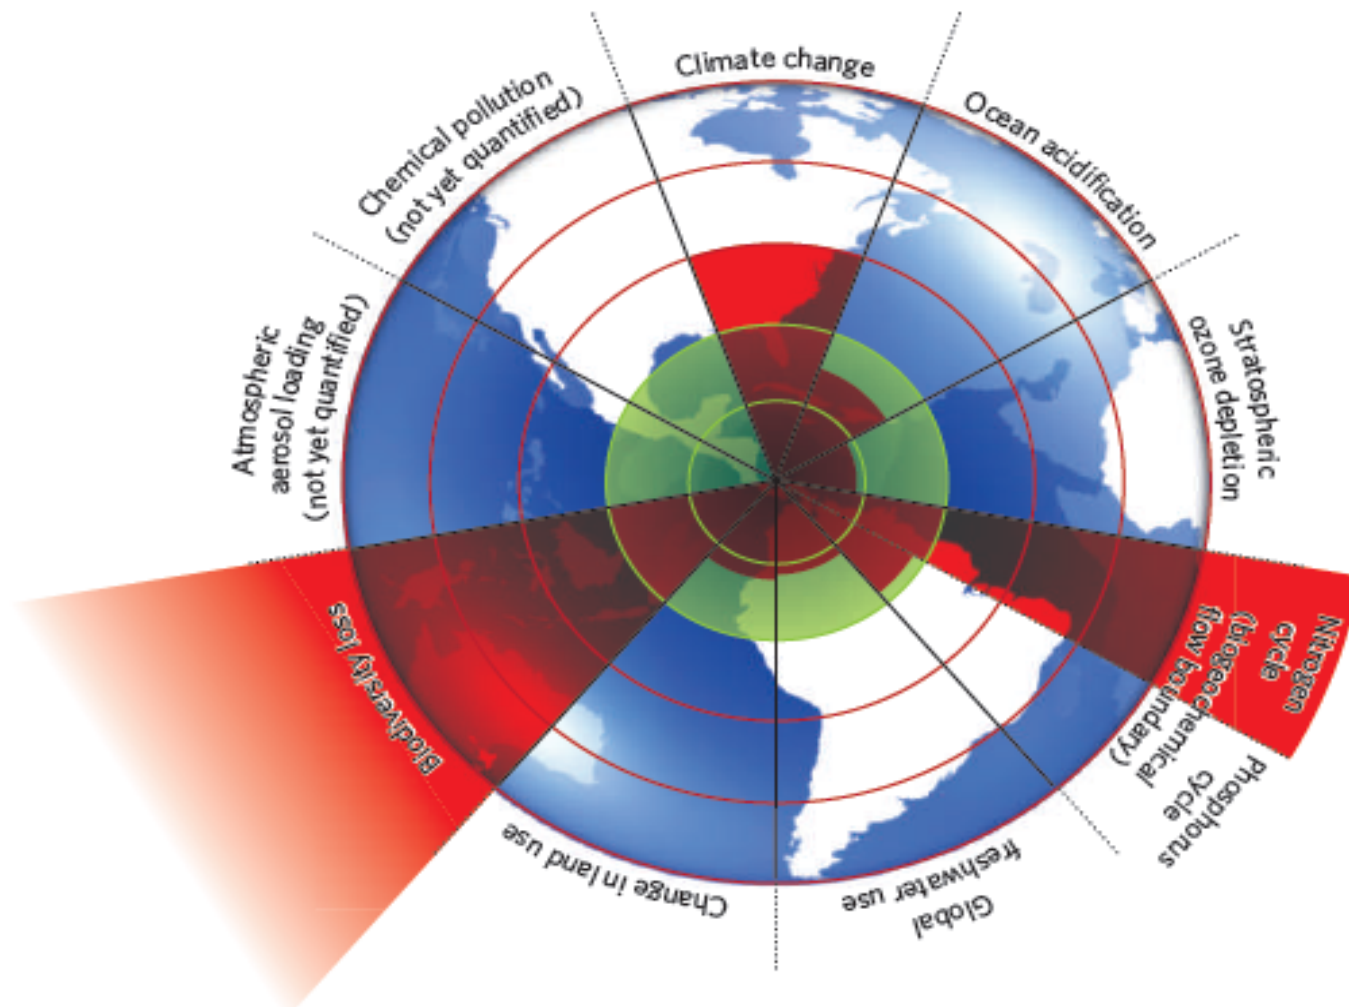 Climate change
Ocean acidification
Stratospheric
ozone depletion
Nitrogen
cycle
(biogeochemical
flow boundary)
Phosphorus
cycle
Global
freshwater use
Change in land use
Biodiversity loss
Atmospheric
aerosol loading
(not yet quantified)
Chemical pollution
(not yet quantified)